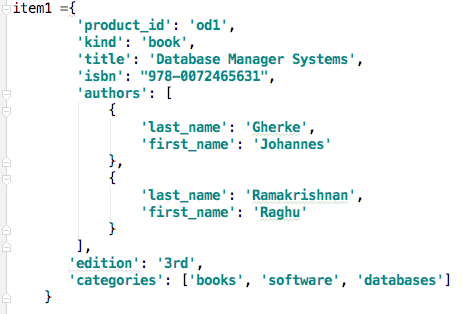 item1 ={
'product_id': 'od1',
'kind': 'book',
'title': 'Database Manager Systems',
'isbn': "978-0072465631",
'authors': [
{
'last_name': 'Gherke',
'first_name': 'Johannes'
},
{
'last_name': 'Ramakrishnan',
'first_name': 'Raghu'
}
],
'edition': '3rd',
'categories': ['books', 'software', 'databases']
}